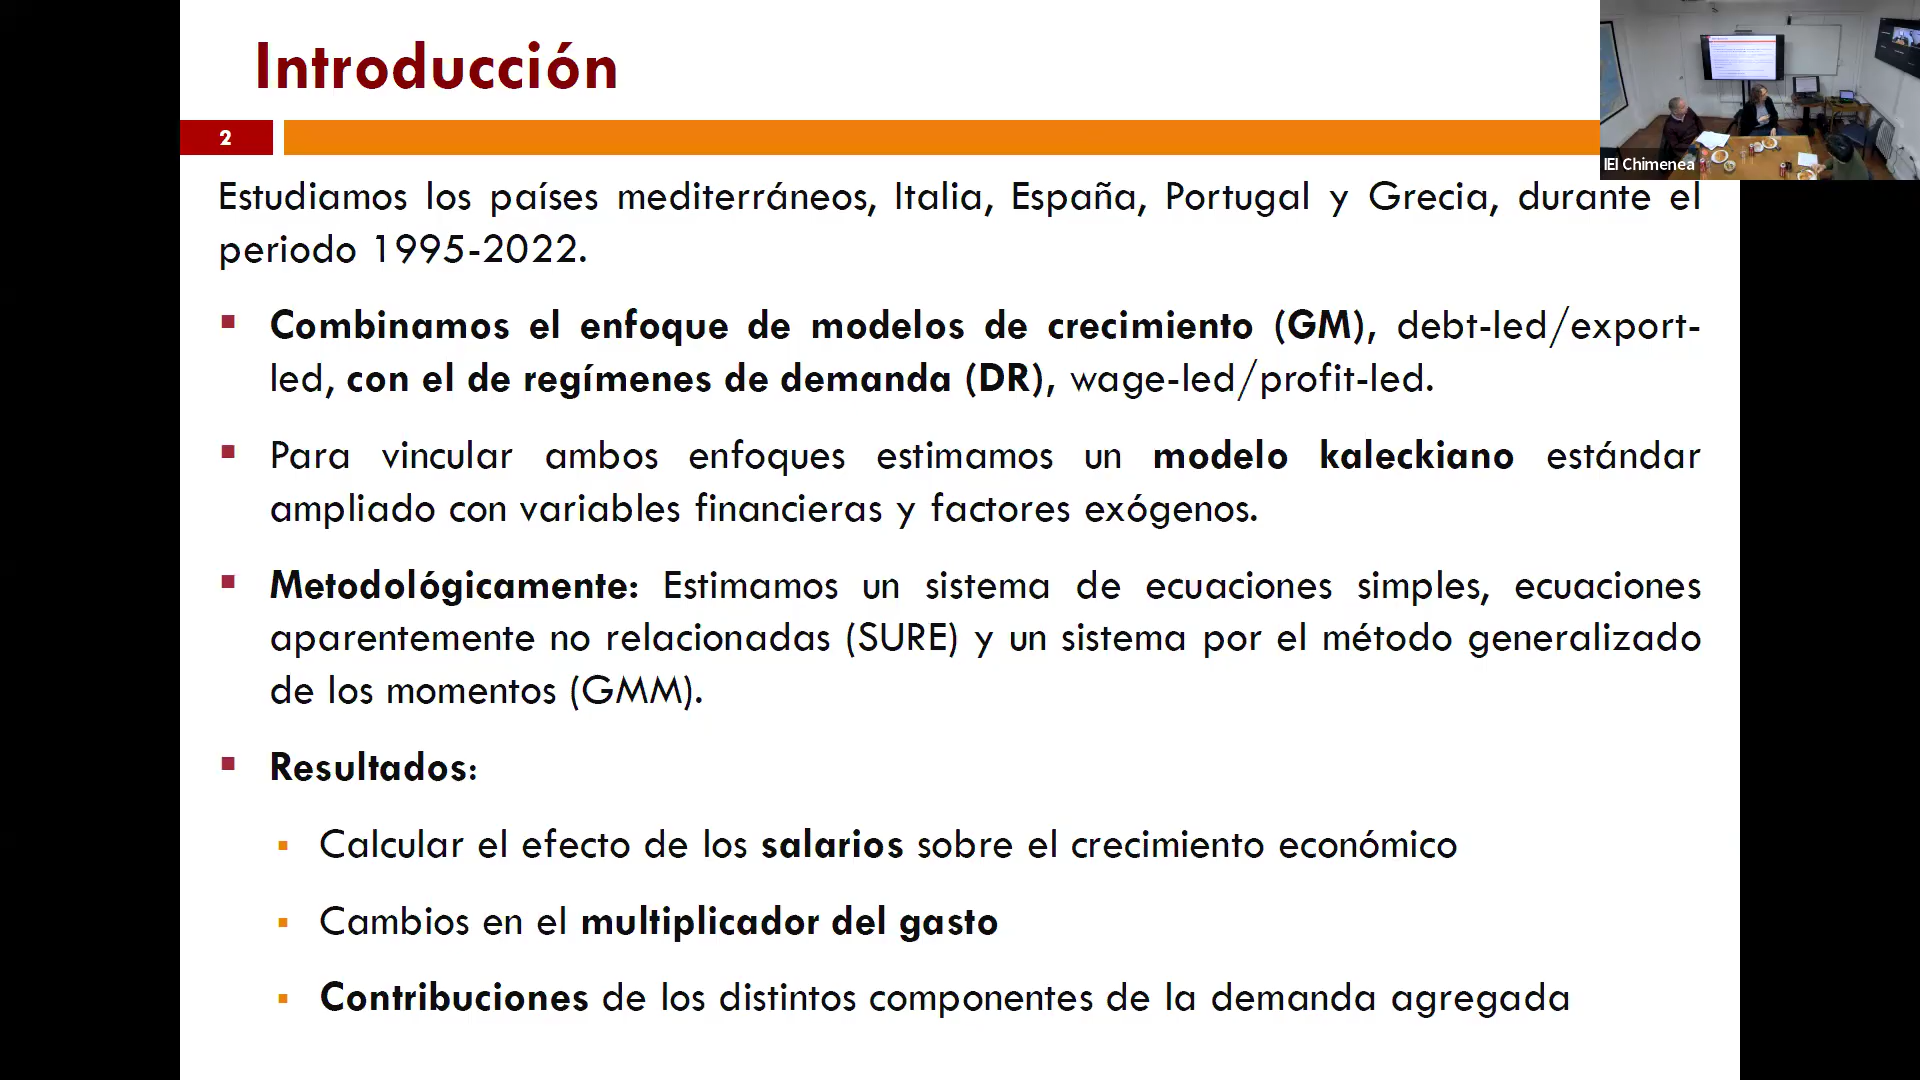 Introducción
2
IEI Chimenea
Estudiamos los países mediterráneos, Italia, España, Portugal y Grecia, durante el
periodo 1995-2022.
▪ Combinamos el enfoque de modelos de crecimiento (GM), debt-led/export-
led, con el de regímenes de demanda (DR), wage-led/profit-led.
▪ Para vincular ambos enfoques estimamos un modelo kaleckiano estándar
ampliado con variables financieras y factores exógenos.
▪ Metodológicamente: Estimamos un sistema de ecuaciones simples, ecuaciones
aparentemente no relacionadas (SURE) y un sistema por el método generalizado
de los momentos (GMM).
▪ Resultados:
▪ Calcular el efecto de los salarios sobre el crecimiento económico
▪ Cambios en el multiplicador del gasto
▪ Contribuciones de los distintos componentes de la demanda agregada